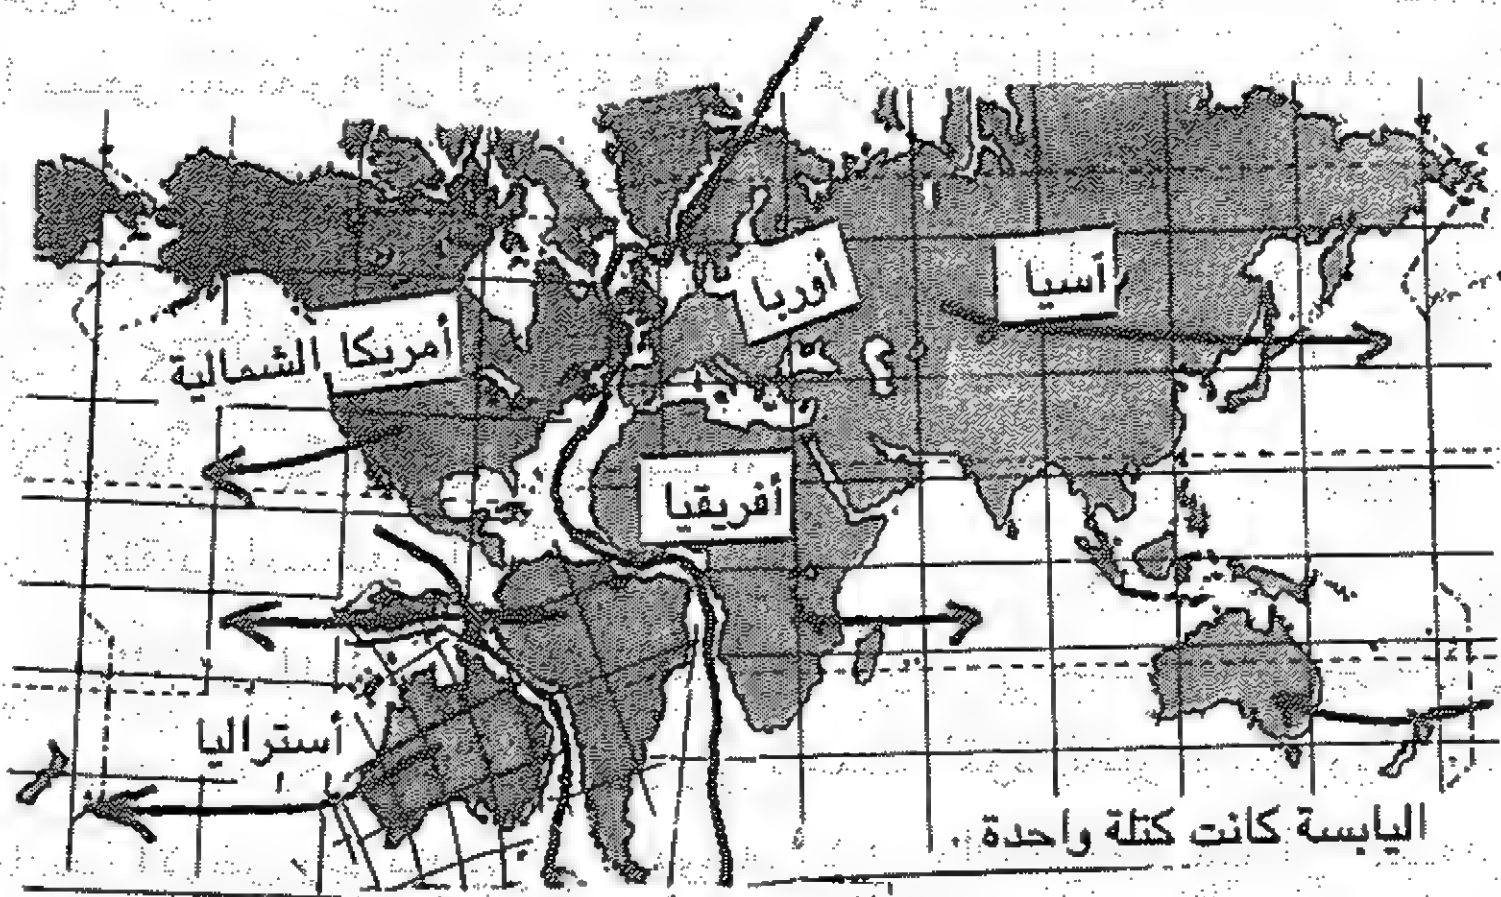 أوربا
آسيا
أمريكا الشمالية
أفريقيا
أستراليا
اليابسة كانت كتلة واحدة ..